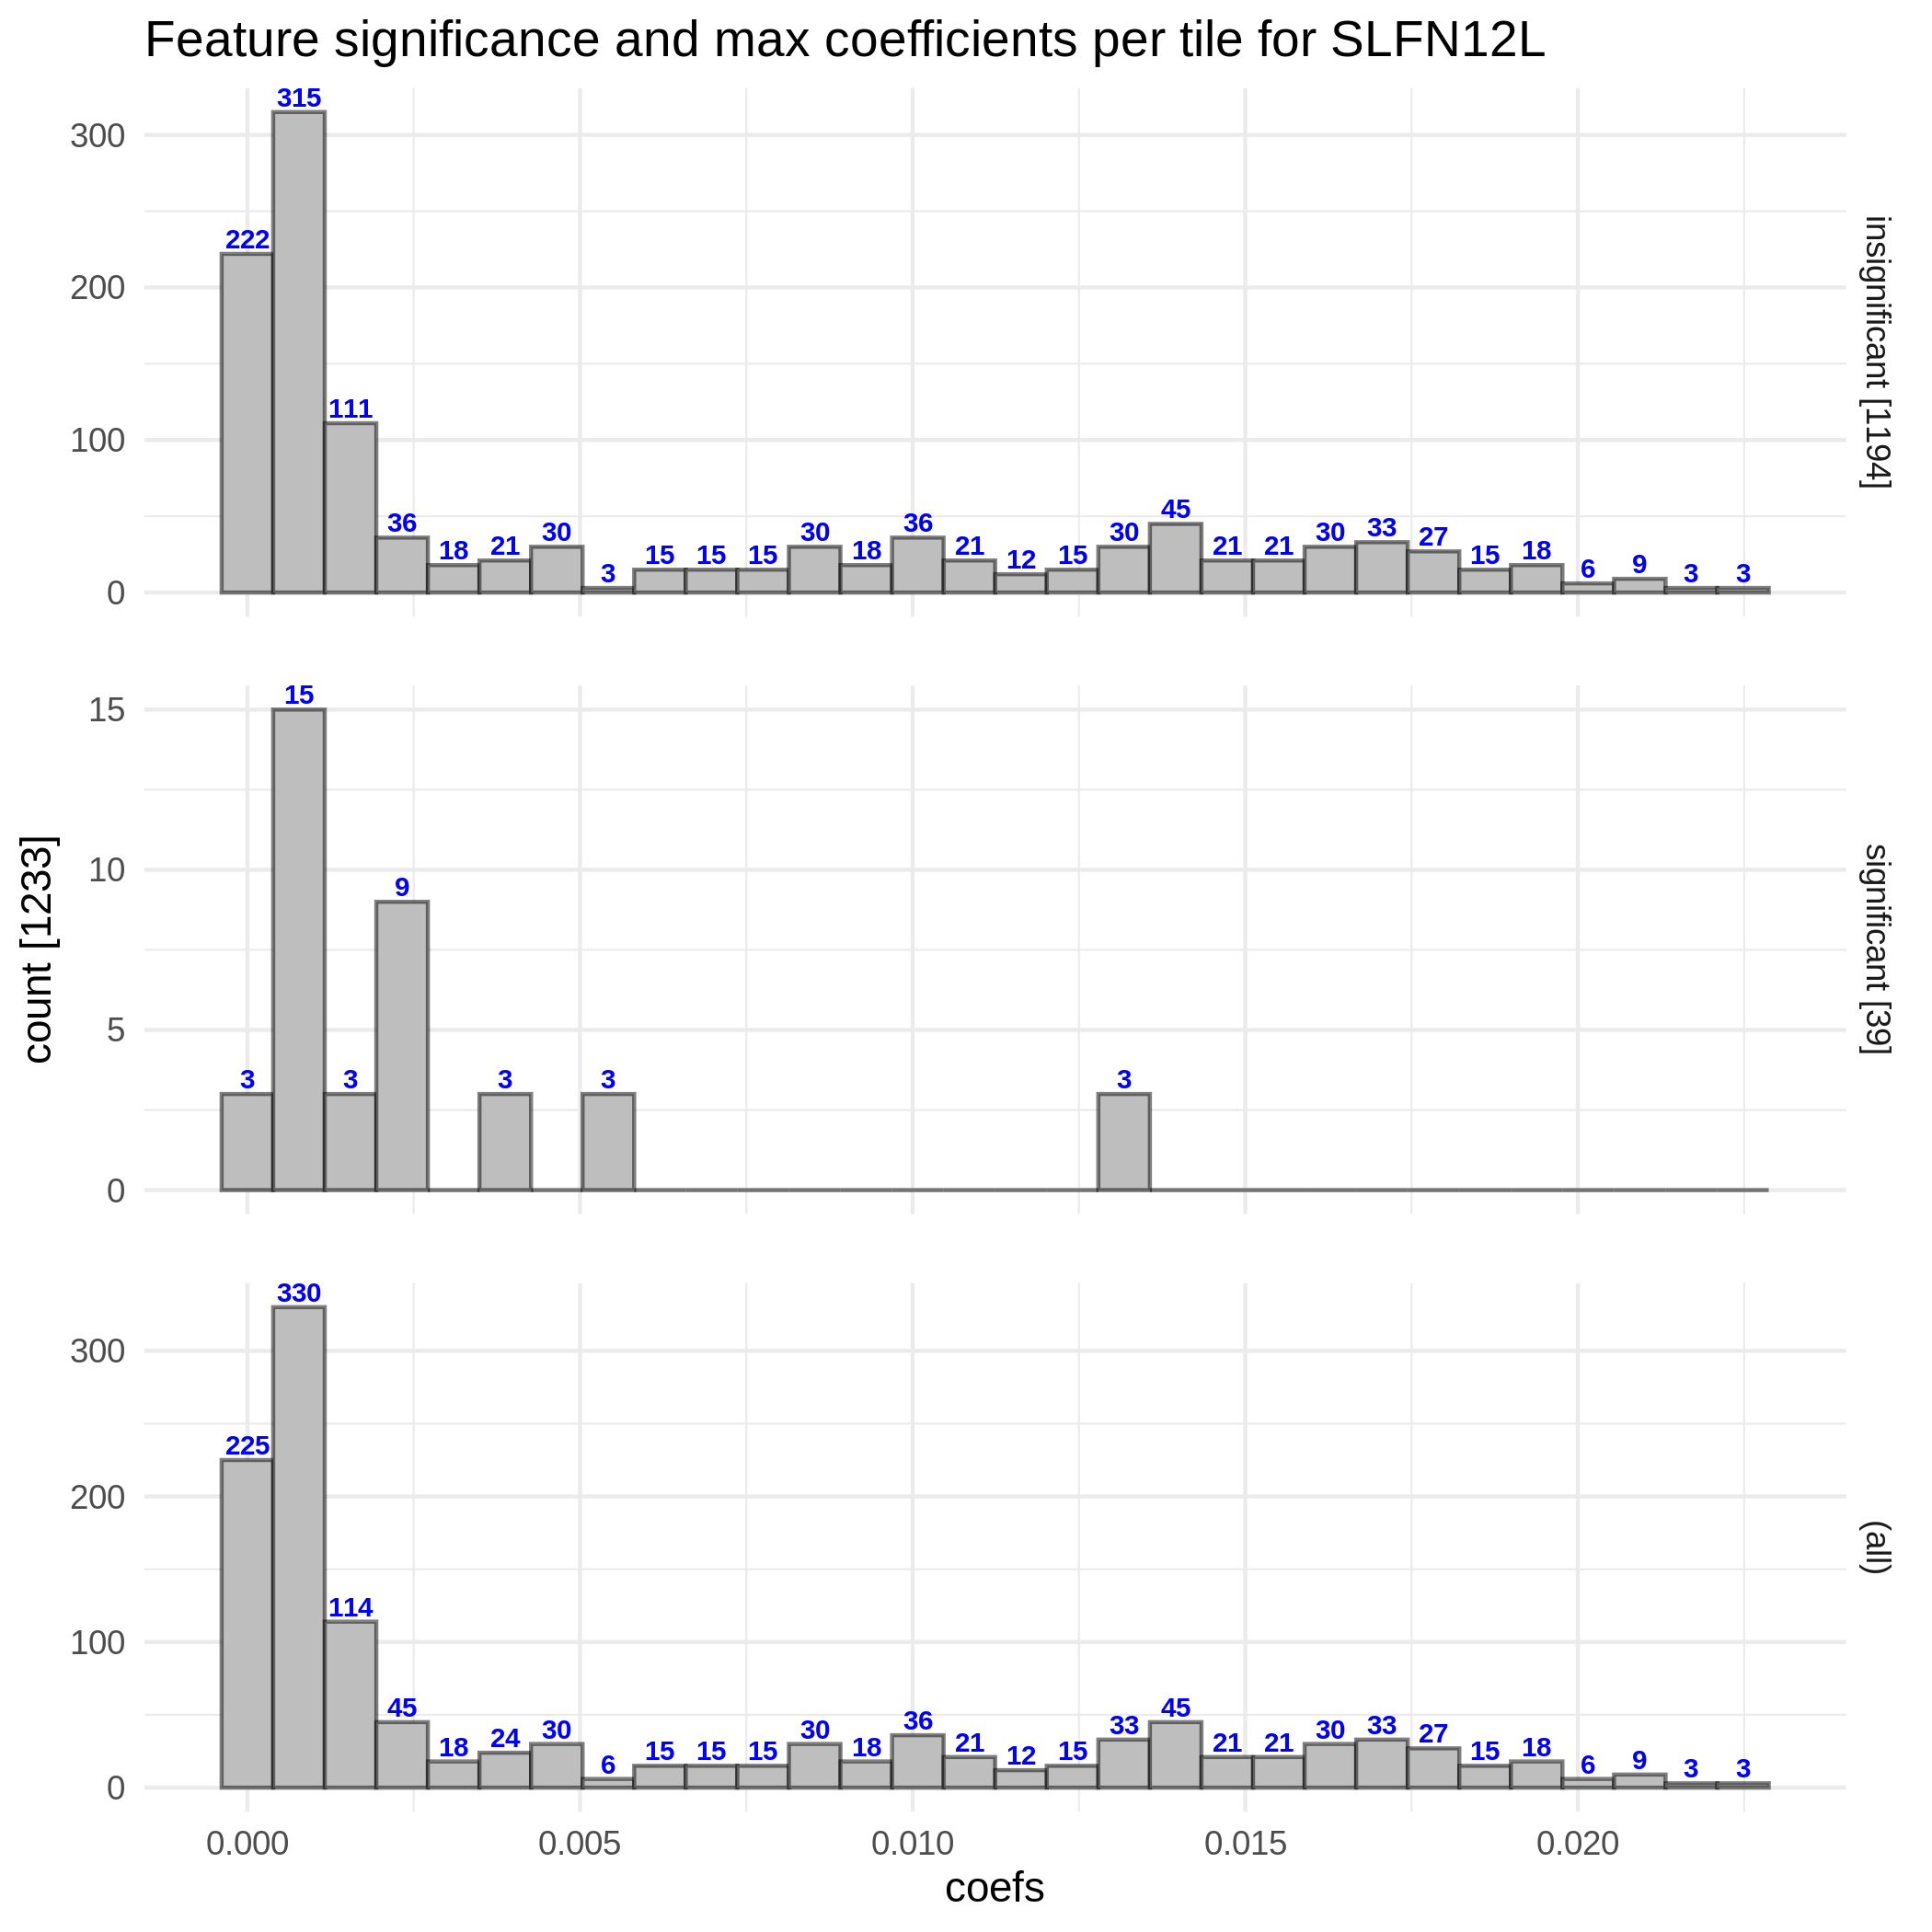 Feature significance and max coefficients per tile for SLFN12L
315
300
222
200
insignificant [1194]
111
100
36 18 21 30 3 15 15 15 30 18 36 21 12 15 30 45 21 21 30 33 27 15 18 6 9 3 3
0
15
15
10
9
count [1233]
significant [39]
5
3 3 3 3 3
0
330
300
225
200
(all)
114
100
45 18 24 30 6 15 15 15 30 18 36 21 12 15 33 45 21 21 30 33 27 15 18 6 9 3 3
0
0.000 0.005 0.010 0.015 0.020
coefs